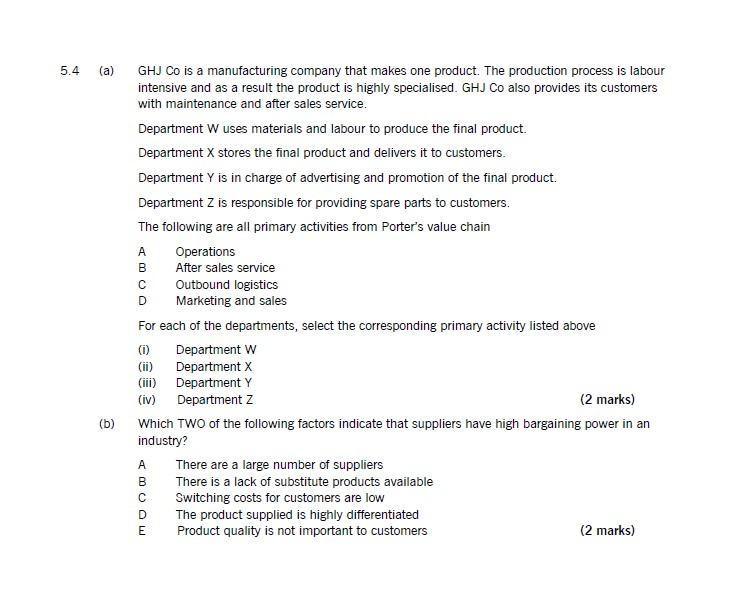 5.4 (a) GHJ Co is a manufacturing company that makes one product. The production process is labour
intensive and as a result the product is highly specialised. GHJ Co also provides its customers
with maintenance and after sales service.
Department W uses materials and labour to produce the final product.
Department X stores the final product and delivers it to customers.
Department Y is in charge of advertising and promotion of the final product.
Department Z is responsible for providing spare parts to customers.
The following are all primary activities from Porter's value chain
A Operations
B After sales service
C Outbound logistics
D Marketing and sales
For each of the departments, select the corresponding primary activity listed above
(i) Department W
(ii) Department X
(iii) Department Y
(iv) Department Z (2 marks)
(b) Which TWO of the following factors indicate that suppliers have high bargaining power in an
industry?
A There are a large number of suppliers
B There is a lack of substitute products available
C Switching costs for customers are low
D The product supplied is highly differentiated
E Product quality is not important to customers (2 marks)